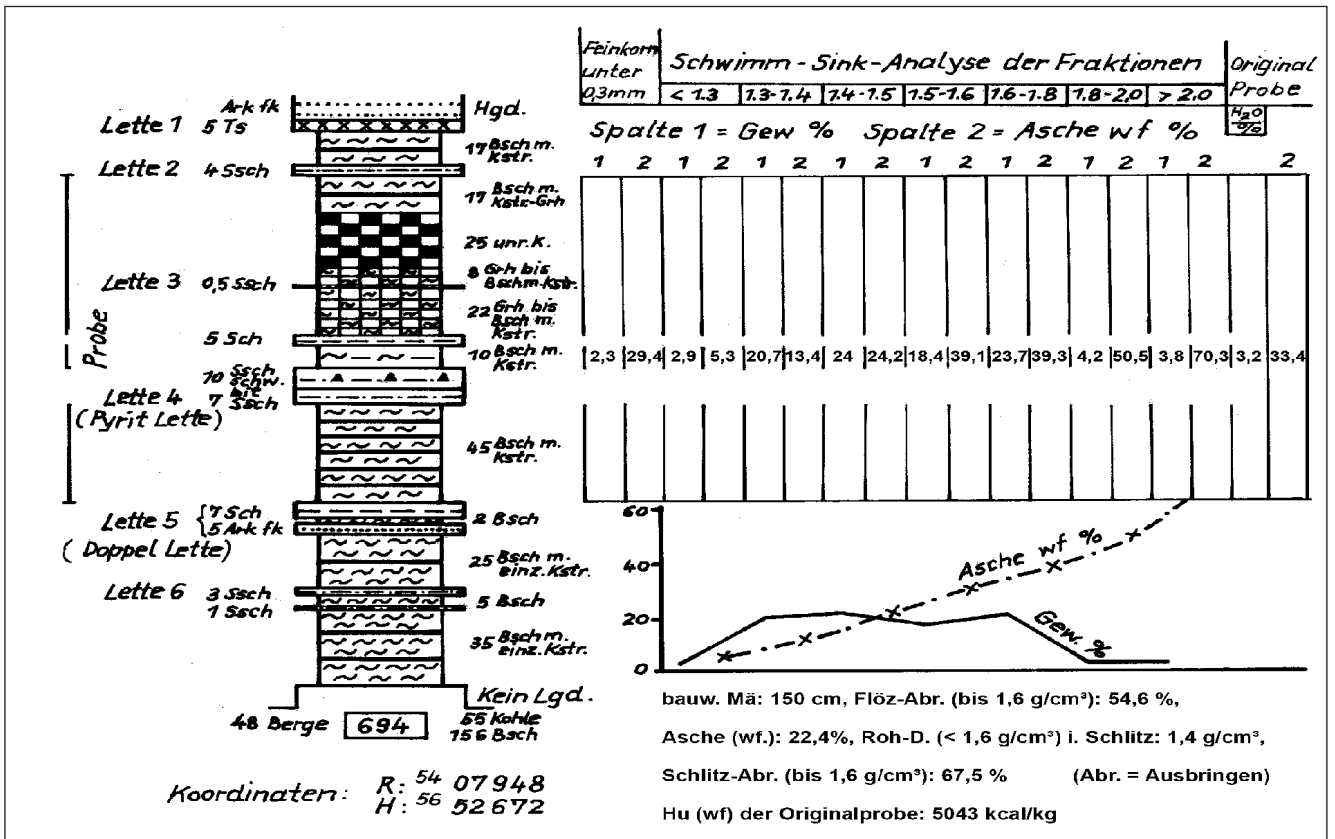 Feinkorn unter 0,3mm
Schwimm-Sink-Analyse der Fraktionen
< 1.3 1.3-1.4 1.4-1.5 1.5-1.6 1.6-1.8 1.8-2.0 > 2.0
Original Probe
H₂O %
Spalte 1 = Gew % Spalte 2 = Asche wf %
1 2 1 2 1 2 1 2 1 2 1 2 1 2 1 2 2
2,3 29,4 2,9 5,3 20,7 13,4 24 24,2 18,4 39,1 23,7 39,3 4,2 50,5 3,8 70,3 3,2 33,4
Ark fk
Hgd.
Lette 1 5 Ts
17 Bsch m. Kstr.
Lette 2 4 Ssch
17 Bsch m. Kstr-Grh
25 unr.K.
8 Grh bis Bschm-Kstr.
Lette 3 0,5 Ssch
22 Grh bis Bsch m. Kstr.
5 Sch
10 Bsch m. Kstr.
Probe
10 Ssch schw. bit
Lette 4 7 Ssch
(Pyrit Lette)
45 Bsch m. Kstr.
Lette 5 { 7 Sch
5 Ark fk
2 Bsch
( Doppel Lette)
25 Bsch m. einz. Kstr.
Lette 6 3 Ssch
5 Bsch
1 Ssch
35 Bsch m. einz. Kstr.
Kein Lgd.
48 Berge 694 55 Kohle
156 Bsch
Koordinaten: R: 54 07948
H: 56 52672
60
40
20
0
Asche wf %
Gew. %
bauw. Mä: 150 cm, Flöz-Abr. (bis 1,6 g/cm³): 54,6 %,
Asche (wf.): 22,4%, Roh-D. (< 1,6 g/cm³) i. Schlitz: 1,4 g/cm³,
Schlitz-Abr. (bis 1,6 g/cm³): 67,5 % (Abr. = Ausbringen)
Hu (wf) der Originalprobe: 5043 kcal/kg